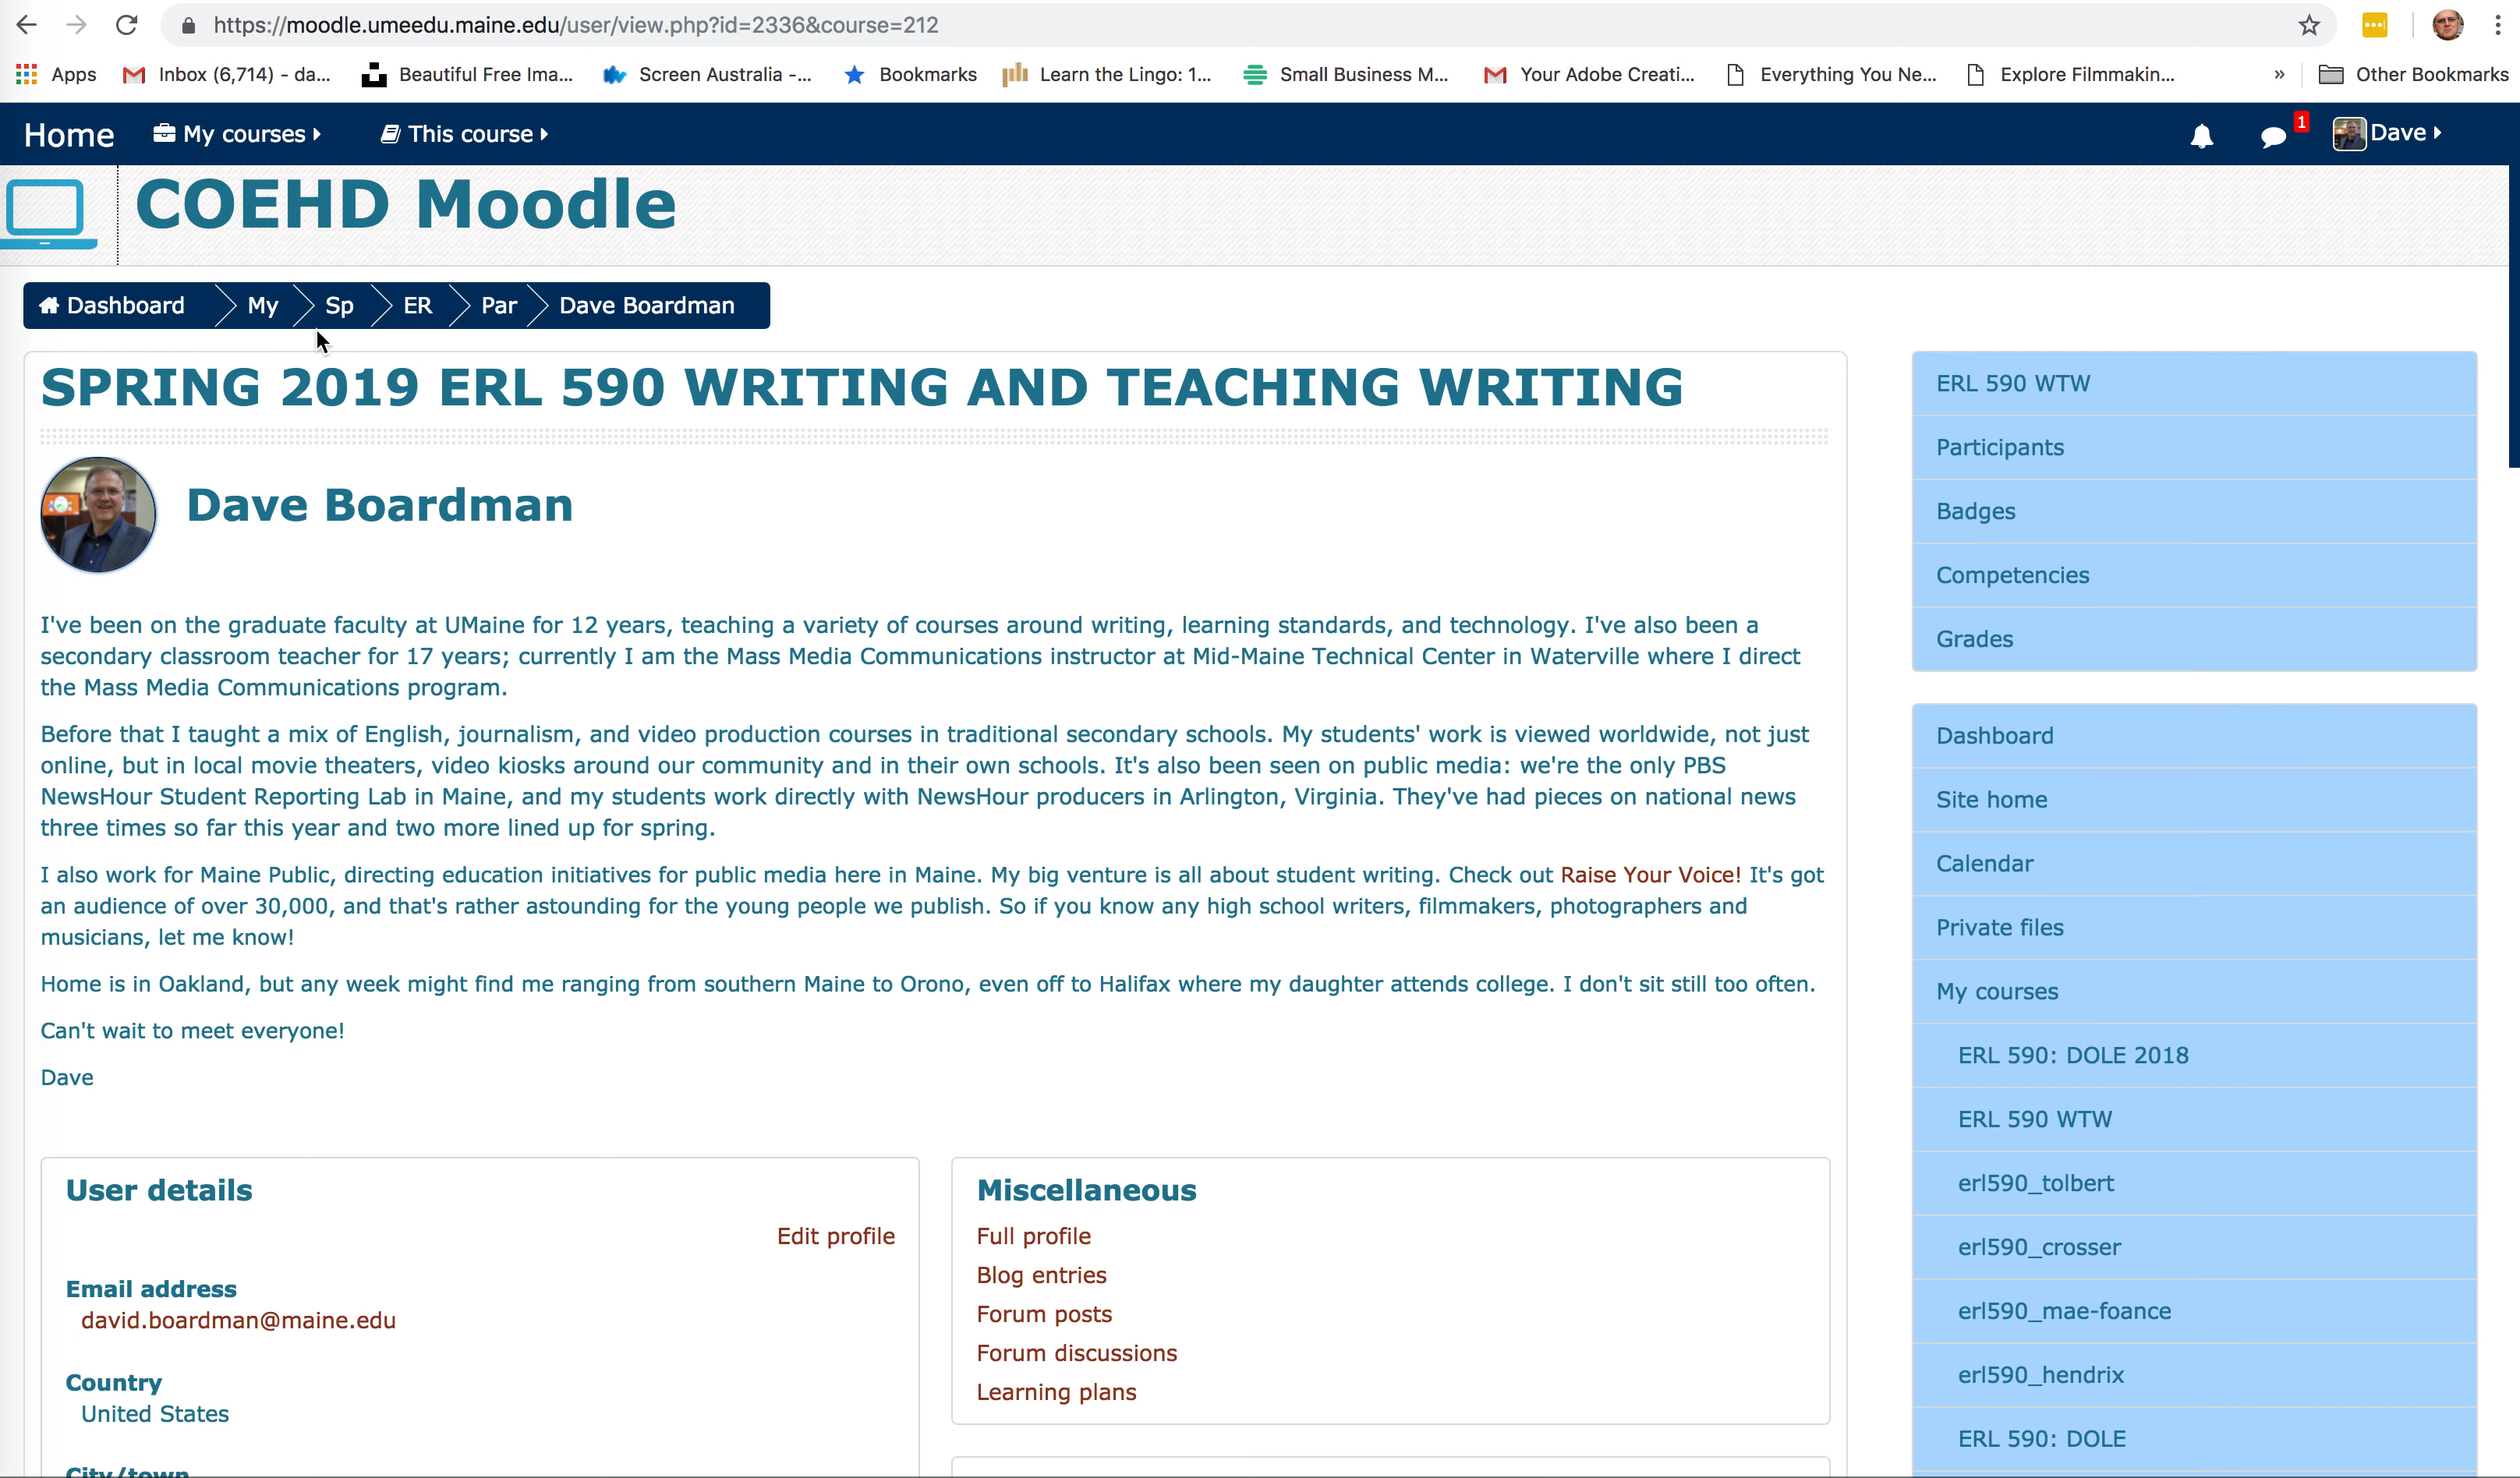 https://moodle.umeedu.maine.edu/user/view.php?id=2336&course=212
Apps
Inbox (6,714) - da...
Beautiful Free Ima...
Screen Australia -...
Bookmarks
Learn the Lingo: 1...
Small Business M...
Your Adobe Creati...
Everything You Ne...
Explore Filmmakin...
»
Other Bookmarks
Home
My courses
This course
1
Dave
COEHD Moodle
Dashboard
My
Sp
ER
Par
Dave Boardman
SPRING 2019 ERL 590 WRITING AND TEACHING WRITING
Dave Boardman
I've been on the graduate faculty at UMaine for 12 years, teaching a variety of courses around writing, learning standards, and technology. I've also been a
secondary classroom teacher for 17 years; currently I am the Mass Media Communications instructor at Mid-Maine Technical Center in Waterville where I direct
the Mass Media Communications program.
Before that I taught a mix of English, journalism, and video production courses in traditional secondary schools. My students' work is viewed worldwide, not just
online, but in local movie theaters, video kiosks around our community and in their own schools. It's also been seen on public media: we're the only PBS
NewsHour Student Reporting Lab in Maine, and my students work directly with NewsHour producers in Arlington, Virginia. They've had pieces on national news
three times so far this year and two more lined up for spring.
I also work for Maine Public, directing education initiatives for public media here in Maine. My big venture is all about student writing. Check out Raise Your Voice! It's got
an audience of over 30,000, and that's rather astounding for the young people we publish. So if you know any high school writers, filmmakers, photographers and
musicians, let me know!
Home is in Oakland, but any week might find me ranging from southern Maine to Orono, even off to Halifax where my daughter attends college. I don't sit still too often.
Can't wait to meet everyone!
Dave
User details
Edit profile
Email address
david.boardman@maine.edu
Country
United States
City/town
Miscellaneous
Full profile
Blog entries
Forum posts
Forum discussions
Learning plans
ERL 590 WTW
Participants
Badges
Competencies
Grades
Dashboard
Site home
Calendar
Private files
My courses
ERL 590: DOLE 2018
ERL 590 WTW
erl590_tolbert
erl590_crosser
erl590_mae-foance
erl590_hendrix
ERL 590: DOLE